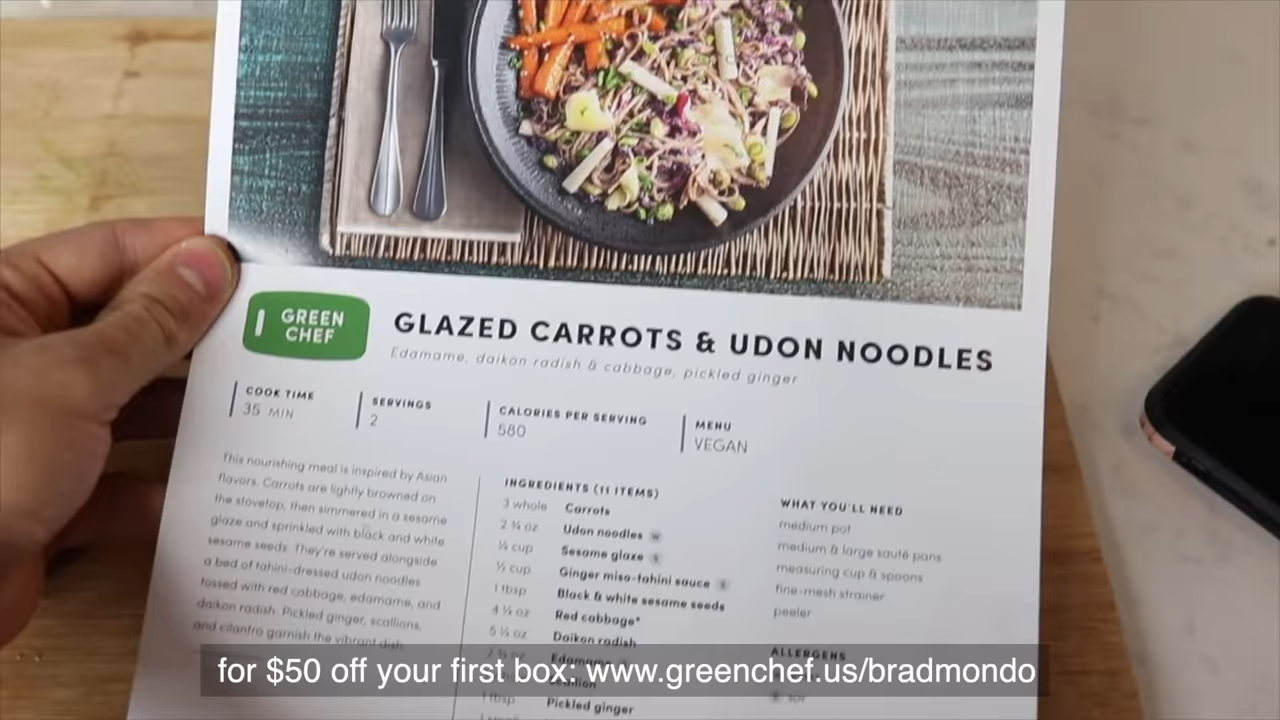 GREEN
CHEF
GLAZED CARROTS & UDON NOODLES
Edamame, daikon radish & cabbage, pickled ginger
COOK TIME
35 MIN
SERVINGS
2
CALORIES PER SERVING
580
MENU
VEGAN
This nourishing meal is inspired by Asian
flavors. Carrots are lightly browned on
the stovetop, then simmered in a sesame
glaze and sprinkled with black and white
sesame seeds. They're served alongside
a bed of tahini-dressed udon noodles
tossed with red cabbage, edamame, and
daikon radish. Pickled ginger, scallions,
and cilantro garnish the vibrant dish.
INGREDIENTS (11 ITEMS)
3 whole Carrots
2 ¼ oz Udon noodles W
¼ cup Sesame glaze S
½ cup Ginger miso-tahini sauce S
1 tbsp Black & white sesame seeds
4 ¼ oz Red cabbage*
5 ¼ oz Daikon radish
Edamame
Scallion
1 tbsp Pickled ginger
WHAT YOU'LL NEED
medium pot
medium & large sauté pans
measuring cup & spoons
fine-mesh strainer
peeler
ALLERGENS
SOY
for $50 off your first box: www.greenchef.us/bradmondo